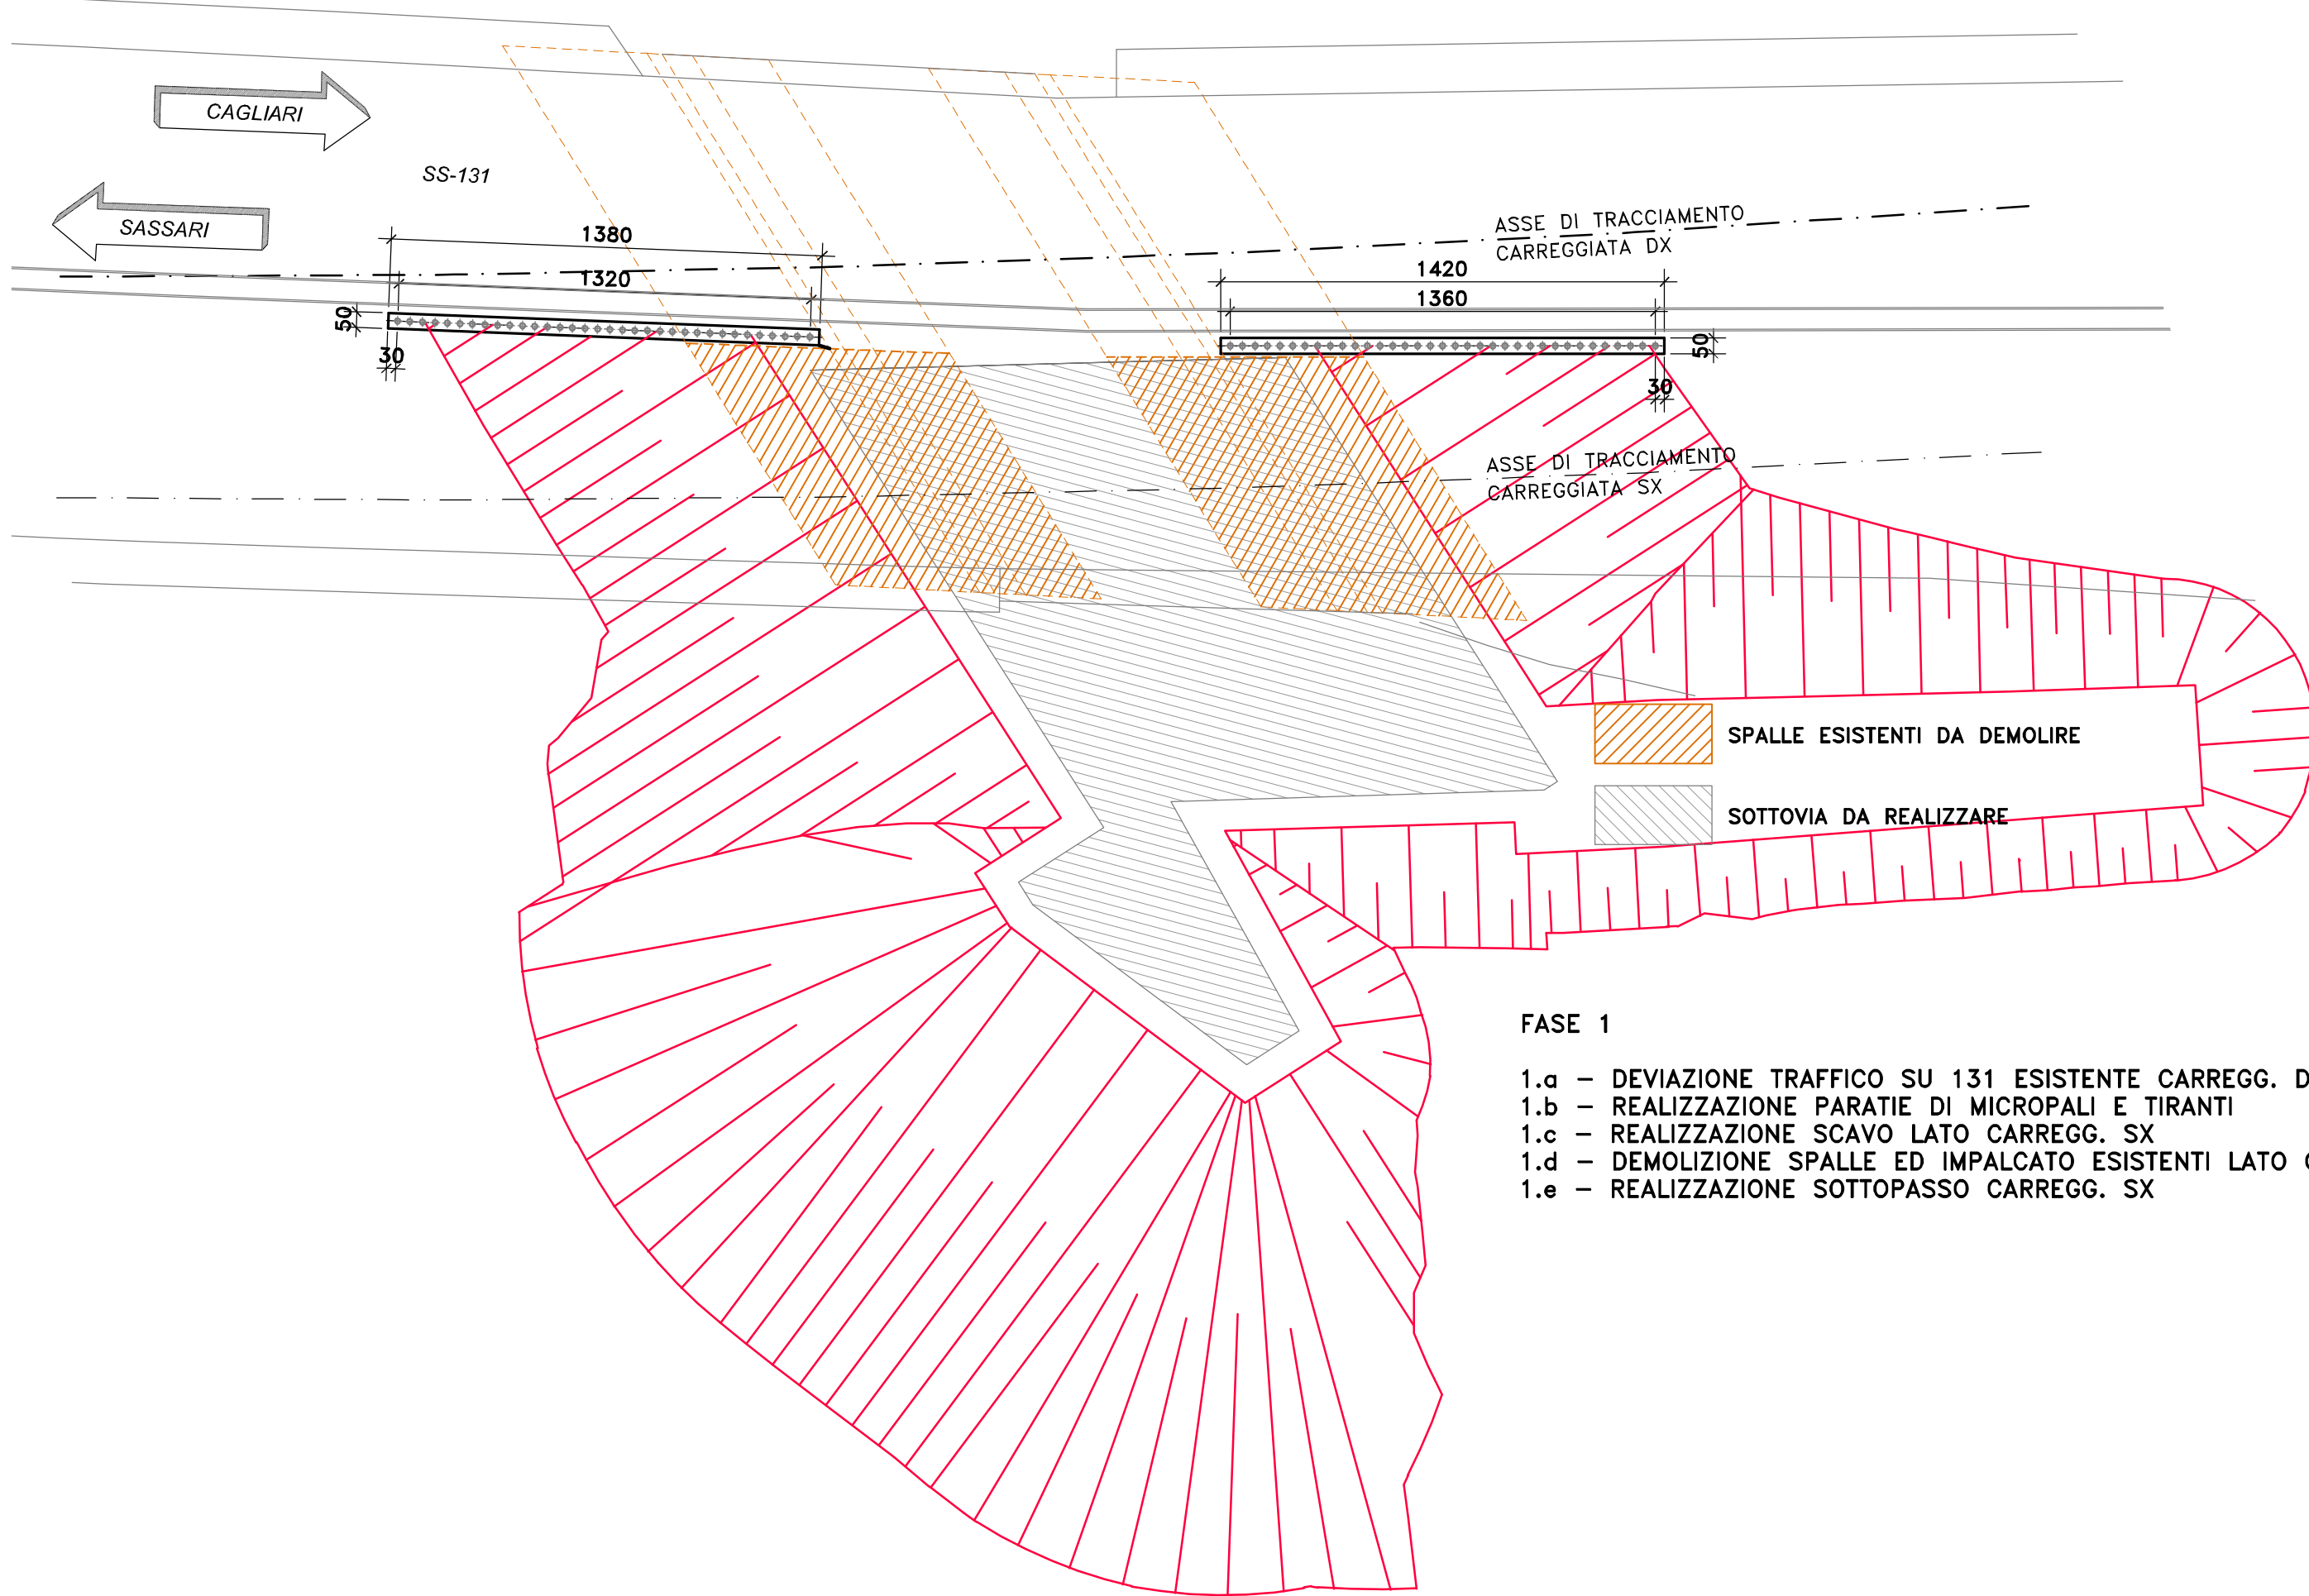 CAGLIARI
SS-131
SASSARI
ASSE DI TRACCIAMENTO
CARREGGIATA DX
1380
1320
1420
1360
50
30
50
30
ASSE DI TRACCIAMENTO
CARREGGIATA SX
SPALLE ESISTENTI DA DEMOLIRE
SOTTOVIA DA REALIZZARE
FASE 1
1.a – DEVIAZIONE TRAFFICO SU 131 ESISTENTE CARREGG.
1.b – REALIZZAZIONE PARATIE DI MICROPALI E TIRANTI
1.c – REALIZZAZIONE SCAVO LATO CARREGG. SX
1.d – DEMOLIZIONE SPALLE ED IMPALCATO ESISTENTI LATO
1.e – REALIZZAZIONE SOTTOPASSO CARREGG. SX